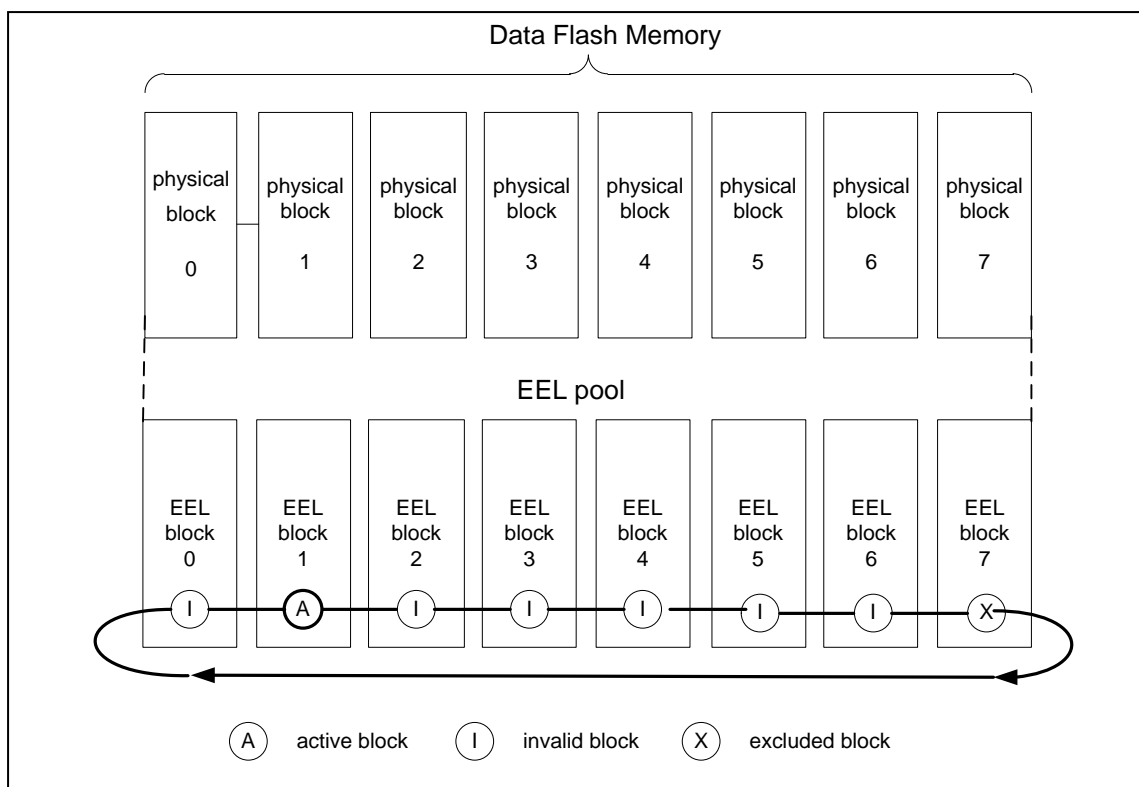 Data Flash Memory
physical
block
0
physical
block
1
physical
block
2
physical
block
3
physical
block
4
physical
block
5
physical
block
6
physical
block
7
EEL pool
EEL
block
0
EEL
block
1
EEL
block
2
EEL
block
3
EEL
block
4
EEL
block
5
EEL
block
6
EEL
block
7
I
A
I
I
I
I
I
X
A active block
I invalid block
X excluded block